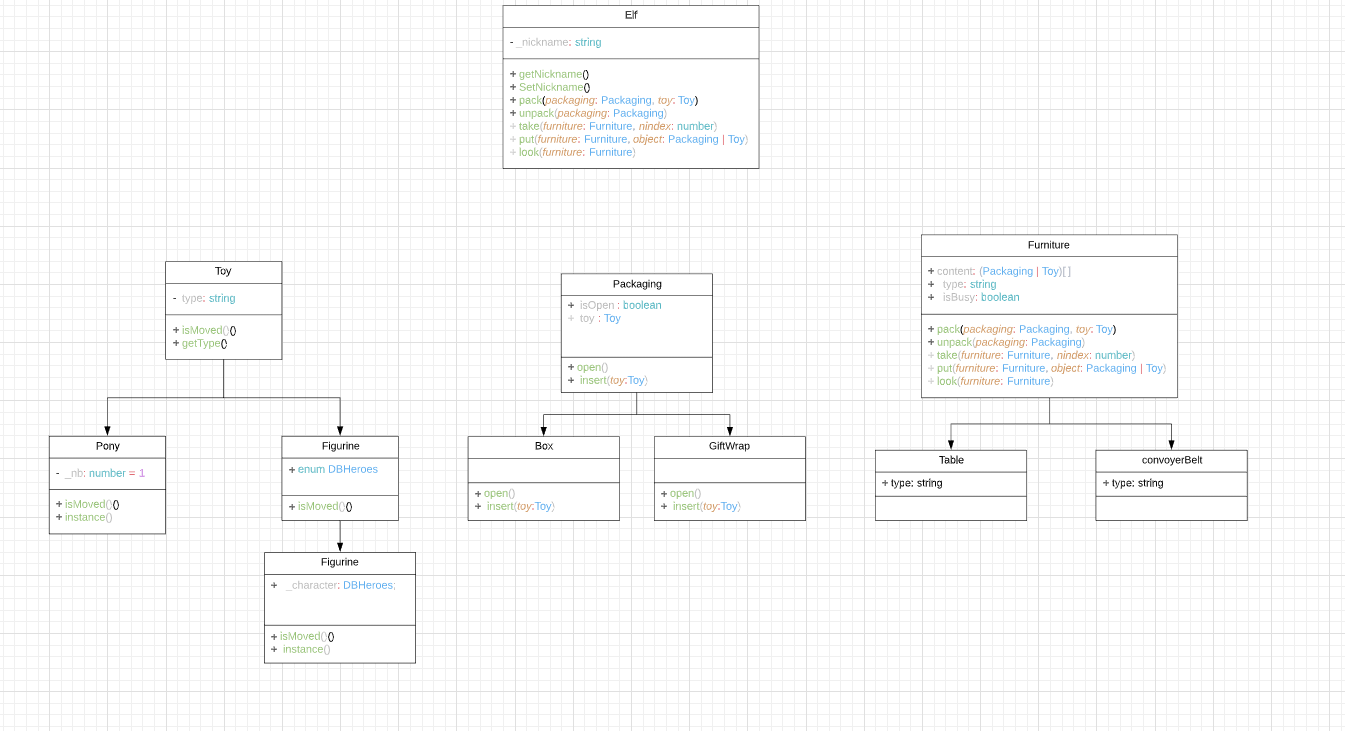 Elf
- _nickname: string
+ getNickname()
+ SetNickname()
+ pack(packaging: Packaging, toy: Toy)
+ unpack(packaging: Packaging)
+ take(furniture: Furniture, nindex: number)
+ put(furniture: Furniture, object: Packaging | Toy)
+ look(furniture: Furniture)
Toy
- type: string
+ isMoved()()
+ getType()
Packaging
+ isOpen : boolean
+ toy : Toy
+ open()
+ insert(toy:Toy)
Furniture
+ content: (Packaging | Toy)[]
+ type: string
+ isBusy: boolean
+ pack(packaging: Packaging, toy: Toy)
+ unpack(packaging: Packaging)
+ take(furniture: Furniture, nindex: number)
+ put(furniture: Furniture, object: Packaging | Toy)
+ look(furniture: Furniture)
Pony
- _nb: number = 1
+ isMoved()()
+ instance()
Figurine
+ enum DBHeroes
+ isMoved()()
Box
+ open()
+ insert(toy:Toy)
GiftWrap
+ open()
+ insert(toy:Toy)
Table
+ type: string
convoyerBelt
+ type: string
Figurine
+ _character: DBHeroes;
+ isMoved()()
+ instance()